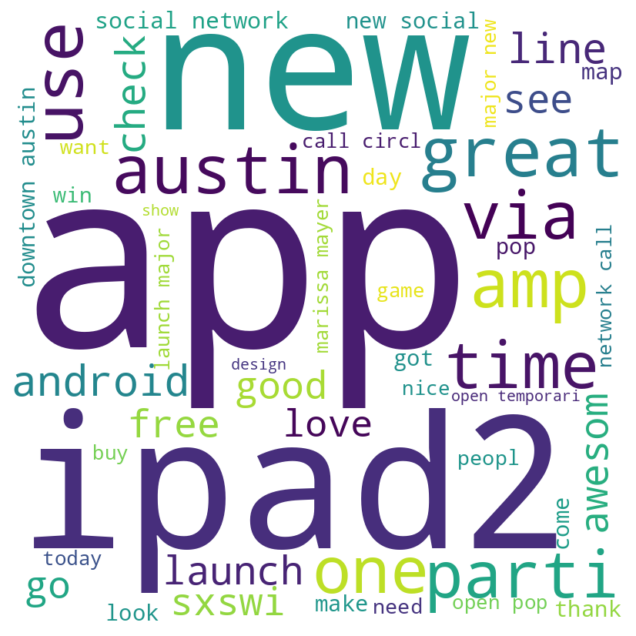 social network
new social
new
use
check
major new
line
map
see
downtown austin
want
call circl
great
austin
day
win
show
via
app
marissa mayer
launch major
pop
network call
amp
game
time
android
design
good
got
nice
open temporari
free
love
awesom
ipad2
buy
peopl
come
today
launch
one
parti
go
sxswi
look
make
need
open pop
thank